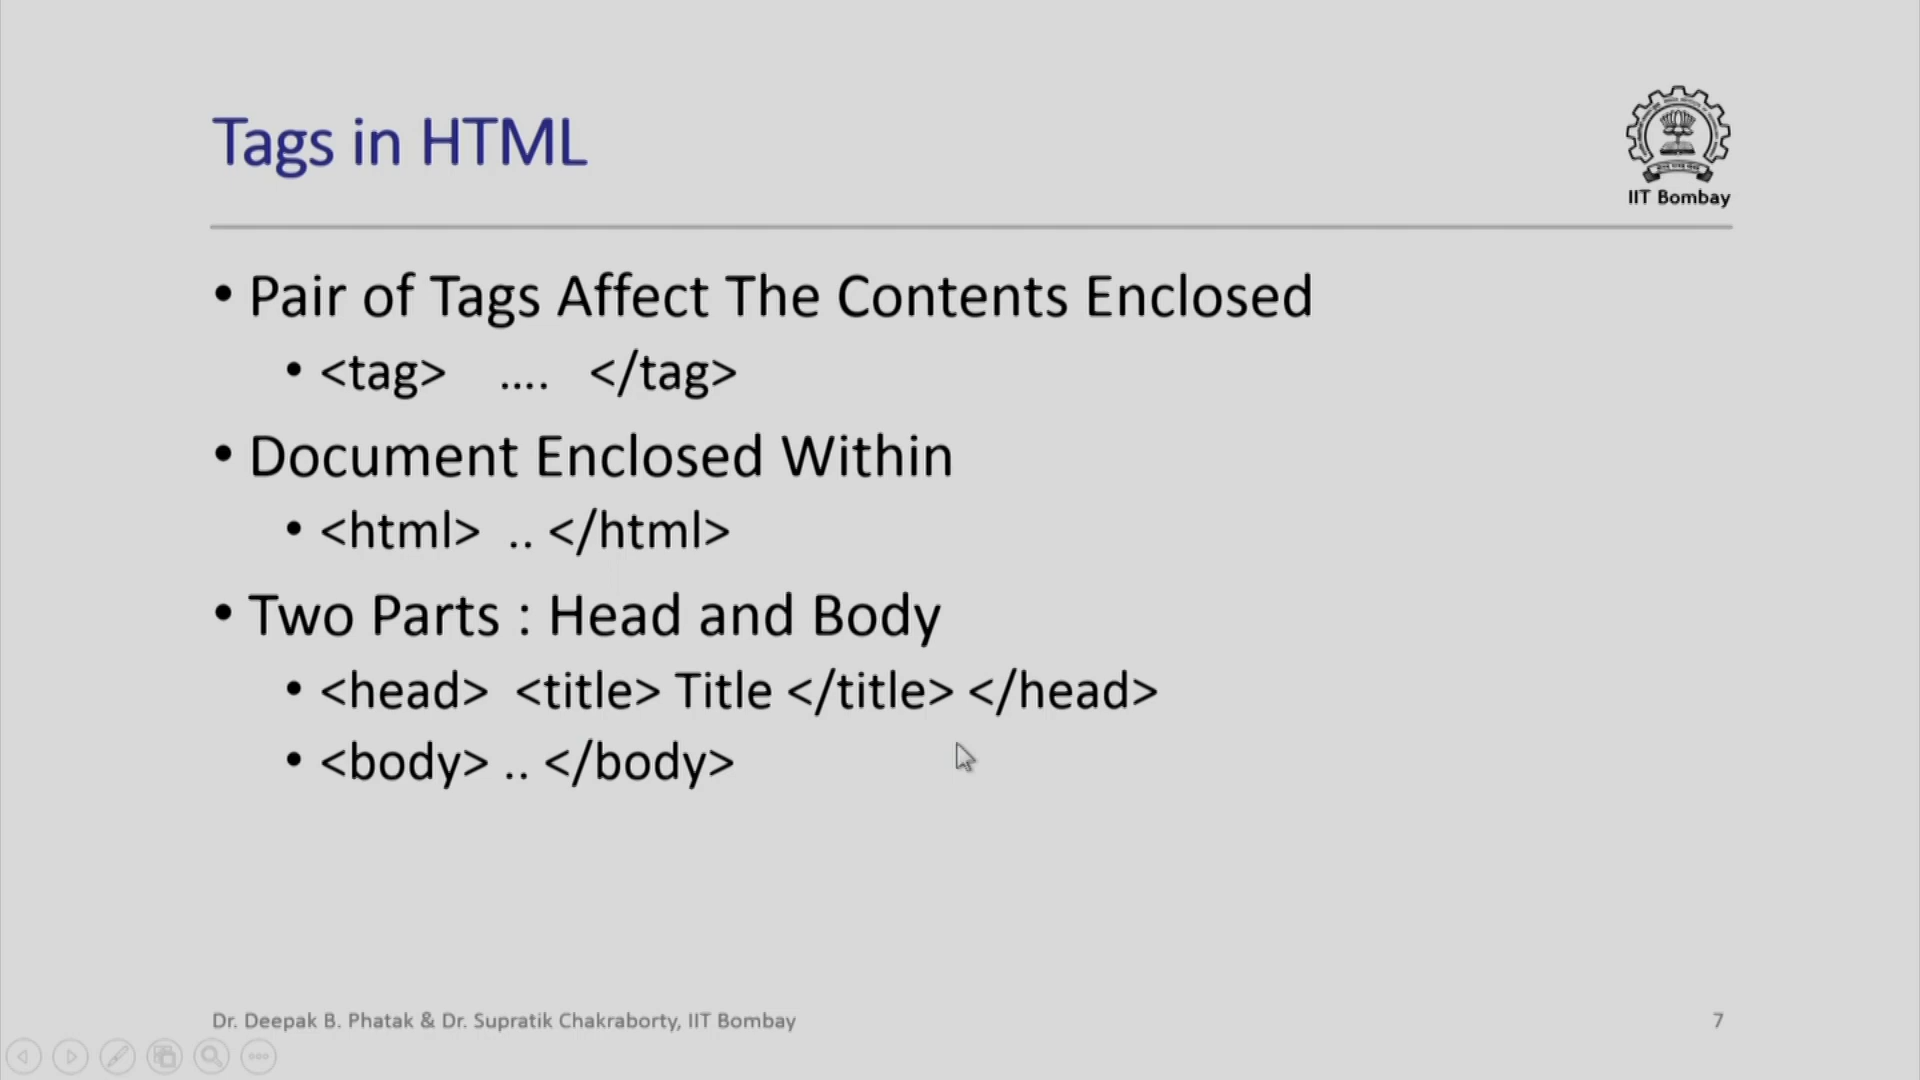 Tags in HTML
IIT Bombay
• Pair of Tags Affect The Contents Enclosed
• <tag> .... </tag>
• Document Enclosed Within
• <html> .. </html>
• Two Parts : Head and Body
• <head> <title> Title </title> </head>
• <body> .. </body>
Dr. Deepak B. Phatak & Dr. Supratik Chakraborty, IIT Bombay
7